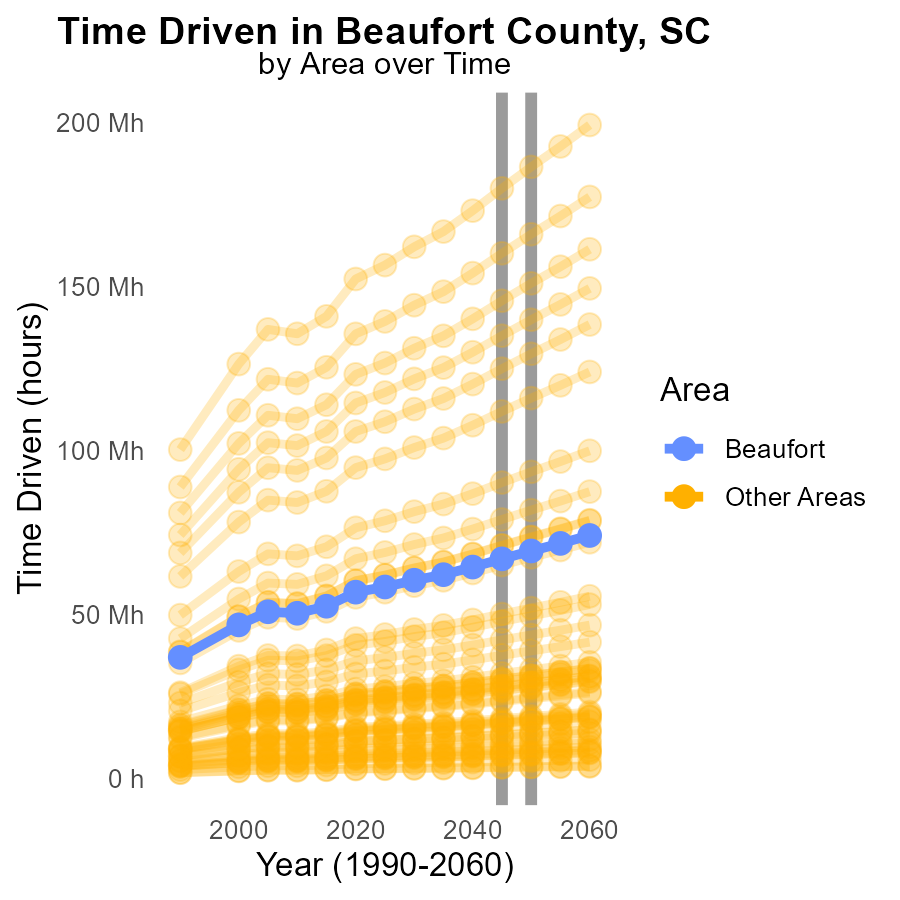 Time Driven in Beaufort County, SC
by Area over Time
200 Mh
150 Mh
100 Mh
50 Mh
0 h
Time Driven (hours)
2000 2020 2040 2060
Year (1990-2060)
Area
Beaufort
Other Areas